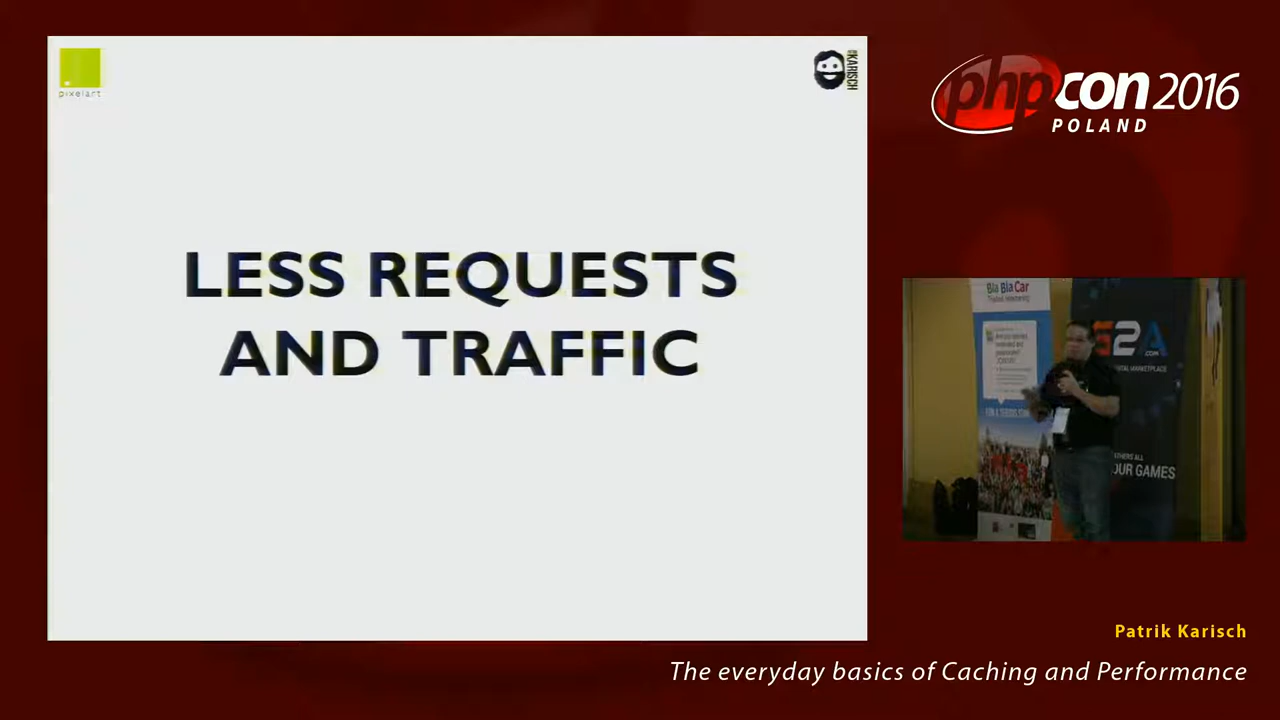 pixelart
KARISCH
LESS REQUESTS
AND TRAFFIC
phpcon 2016
POLAND
Bla Bla Car
G2A
.COM
OUR GAMES
Patrik Karisch
The everyday basics of Caching and Performance